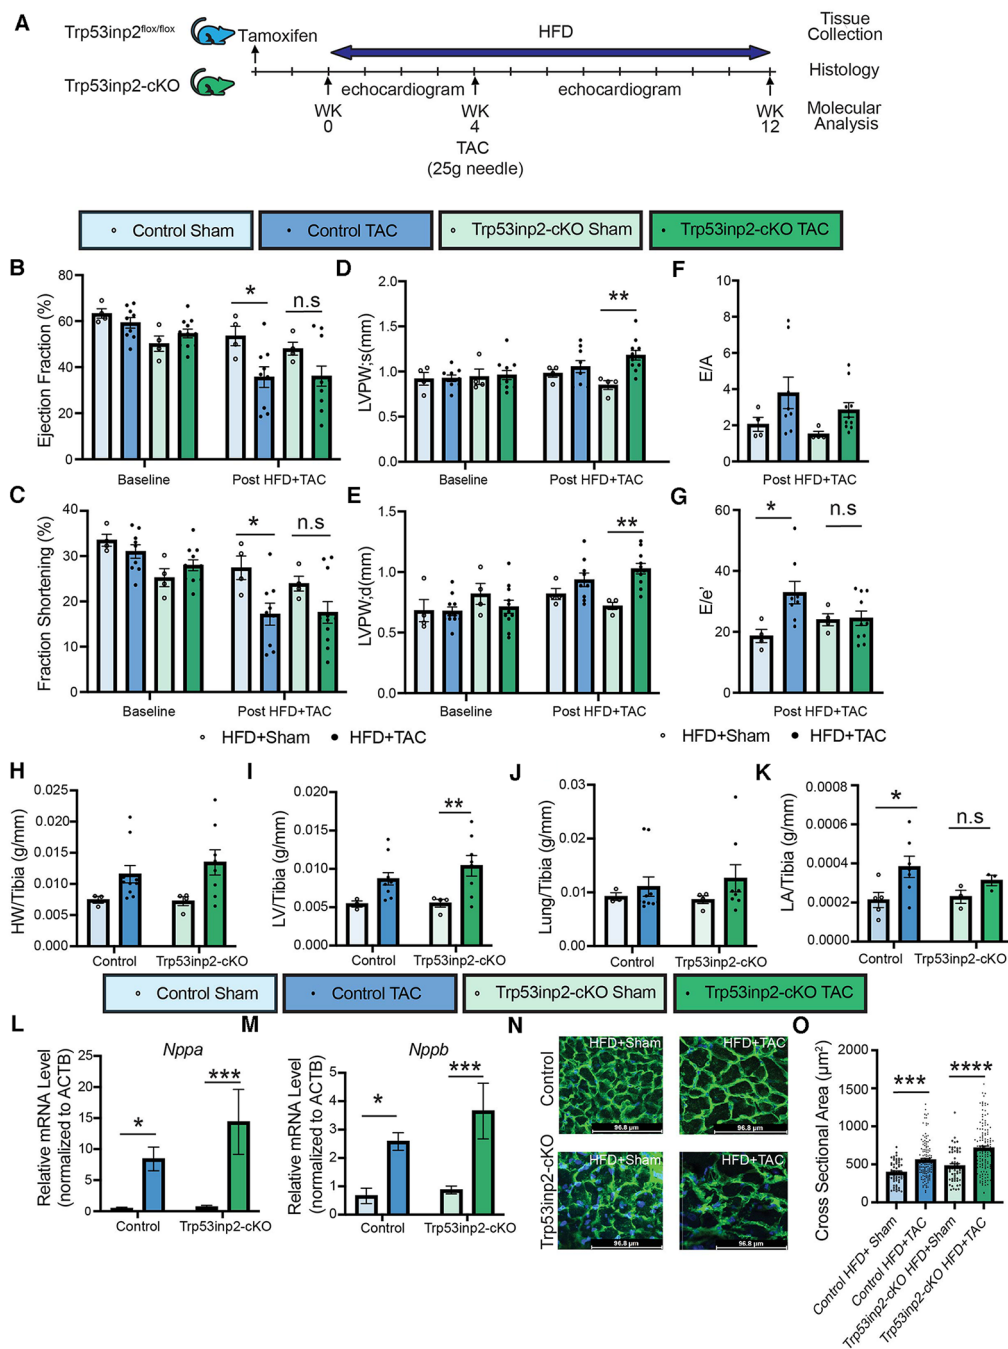 A
Trp53inp2flox/flox
Trp53inp2-cKO
Tamoxifen
HFD
echocardiogram
echocardiogram
WK
0
WK
4
WK
12
TAC
(25g needle)
Tissue
Collection
Histology
Molecular
Analysis
Control Sham
Control TAC
Trp53inp2-cKO Sham
Trp53inp2-cKO TAC
B
Ejection Fraction (%)
80
60
40
20
0
*
n.s
Baseline
Post HFD+TAC
D
LVPW;s(mm)
2.0
1.5
1.0
0.5
0.0
**
Baseline
Post HFD+TAC
F
E/A
10
8
6
4
2
0
Post HFD+TAC
C
Fraction Shortening (%)
40
30
20
10
0
*
n.s
Baseline
Post HFD+TAC
E
LVPW;d(mm)
1.5
1.0
0.5
0.0
**
Baseline
Post HFD+TAC
G
E/e'
60
40
20
0
*
n.s
Post HFD+TAC
HFD+Sham
HFD+TAC
HFD+Sham
HFD+TAC
H
HW/Tibia (g/mm)
0.025
0.020
0.015
0.010
0.005
0.000
Control
Trp53inp2-cKO
I
LV/Tibia (g/mm)
0.020
0.015
0.010
0.005
0.000
**
Control
Trp53inp2-cKO
J
Lung/Tibia (g/mm)
0.03
0.02
0.01
0.00
Control
Trp53inp2-cKO
K
LA/Tibia (g/mm)
0.0008
0.0006
0.0004
0.0002
0.0000
*
n.s
Control
Trp53inp2-cKO
Control Sham
Control TAC
Trp53inp2-cKO Sham
Trp53inp2-cKO TAC
L
Nppa
Relative mRNA Level
(normalized to ACTB)
25
20
15
10
5
0
*
***
Control
Trp53inp2-cKO
M
Nppb
Relative mRNA Level
(normalized to ACTB)
5
4
3
2
1
0
*
***
Control
Trp53inp2-cKO
N
Control
Trp53inp2-cKO
HFD+Sham
96.8 µm
HFD+TAC
96.8 µm
HFD+Sham
96.8 µm
HFD+TAC
96.8 µm
O
Cross Sectional Area (µm²)
2000
1500
1000
500
0
***
****
Control HFD+ Sham
Control HFD+TAC
Trp53inp2-cKO HFD+Sham
Trp53inp2-cKO HFD+TAC